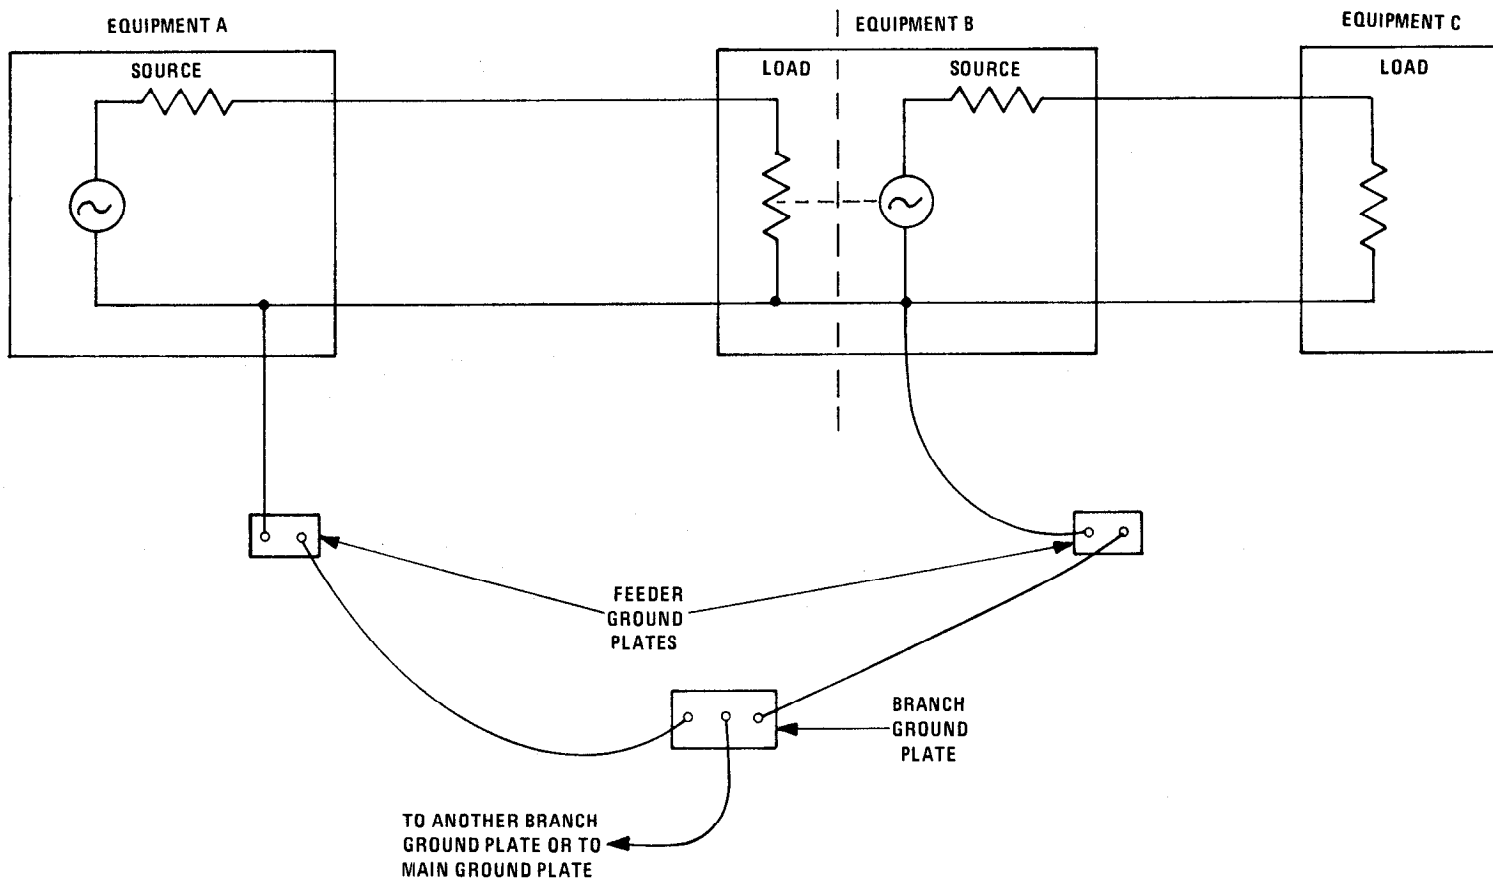 EQUIPMENT A
EQUIPMENT B
EQUIPMENT C
SOURCE
LOAD
SOURCE
LOAD
FEEDER
GROUND
PLATES
BRANCH
GROUND
PLATE
TO ANOTHER BRANCH
GROUND PLATE OR TO
MAIN GROUND PLATE